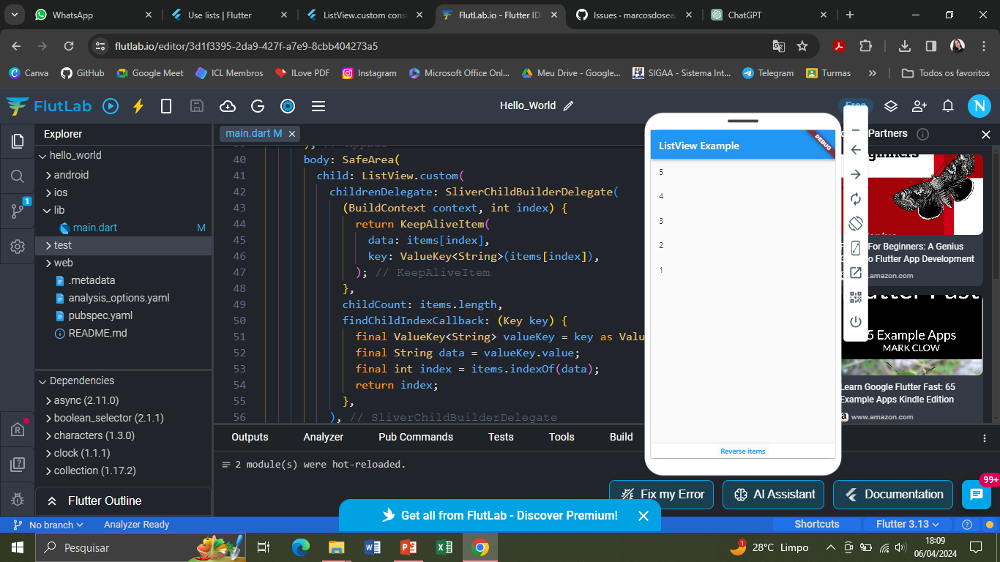 WhatsApp
Use lists | Flutter
ListView.custom cons
FlutLab.io - Flutter ID
Issues · marcosdosea
ChatGPT
flutlab.io/editor/3d1f3395-2da9-427f-a7e9-8cbb404273a5
Canva
GitHub
Google Meet
ICL Membros
ILove PDF
Instagram
Microsoft Office Onl...
Meu Drive - Google...
SIGAA - Sistema Int...
Telegram
Turmas
Todos os favoritos
FlutLab
Hello_World
Free
N
Explorer
hello_world
android
ios
lib
main.dart M
test
web
.metadata
analysis_options.yaml
pubspec.yaml
README.md
1
Dependencies
async (2.11.0)
boolean_selector (2.1.1)
characters (1.3.0)
clock (1.1.1)
collection (1.17.2)
Flutter Outline
main.dart M
39 ), // AppBar
40 body: SafeArea(
41 child: ListView.custom(
42 childrenDelegate: SliverChildBuilderDelegate(
43 (BuildContext context, int index) {
44 return KeepAliveItem(
45 data: items[index],
46 key: ValueKey<String>(items[index]),
47 ); // KeepAliveItem
48 },
49 childCount: items.length,
50 findChildIndexCallback: (Key key) {
51 final ValueKey<String> valueKey = key as Valu
52 final String data = valueKey.value;
53 final int index = items.indexOf(data);
54 return index;
55 },
56 ), // SliverChildBuilderDelegate
ListView Example
DEBUG
5
4
3
2
1
Reverse items
Partners
For Beginners: A Genius
o Flutter App Development
.amazon.com
5 Example Apps
MARK CLOW
Learn Google Flutter Fast: 65
Example Apps Kindle Edition
a www.amazon.com
Outputs
Analyzer
Pub Commands
Tests
Tools
Build
2 module(s) were hot-reloaded.
Fix my Error
AI Assistant
Documentation
99+
Get all from FlutLab - Discover Premium!
No branch
Analyzer Ready
Shortcuts
Flutter 3.13
Pesquisar
1
28°C Limpo
18:09
06/04/2024